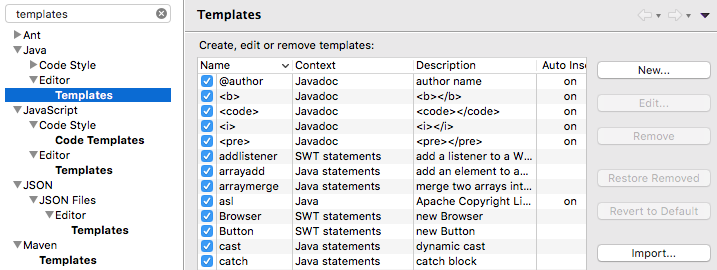 templates
Ant
Java
Code Style
Editor
Templates
JavaScript
Code Style
Code Templates
Editor
Templates
JSON
JSON Files
Editor
Templates
Maven
Templates
Templates
Create, edit or remove templates:
Name Context Description Auto Inse
@author Javadoc author name on
<b> Javadoc <b></b> on
<code> Javadoc <code></code> on
<i> Javadoc <i></i> on
<pre> Javadoc <pre></pre> on
addlistener SWT statements add a listener to a W...
arrayadd Java statements add an element to a...
arraymerge Java statements merge two arrays int...
asl Java Apache Copyright Li... on
Browser SWT statements new Browser
Button SWT statements new Button
cast Java statements dynamic cast
catch Java statements catch block
New...
Edit...
Remove
Restore Removed
Revert to Default
Import...